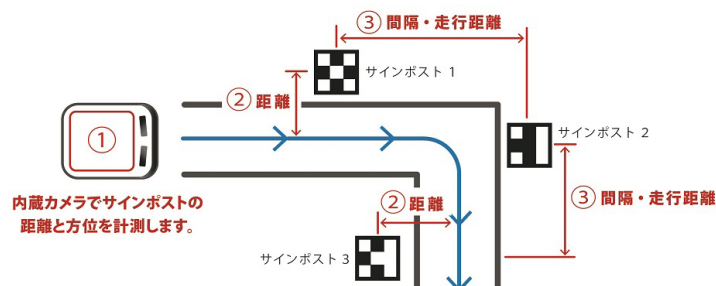 ③ 間隔・走行距離
サインポスト 1
② 距離
①
サインポスト 2
内蔵カメラでサインポストの
距離と方位を計測します。
② 距離
③ 間隔・走行距離
サインポスト 3